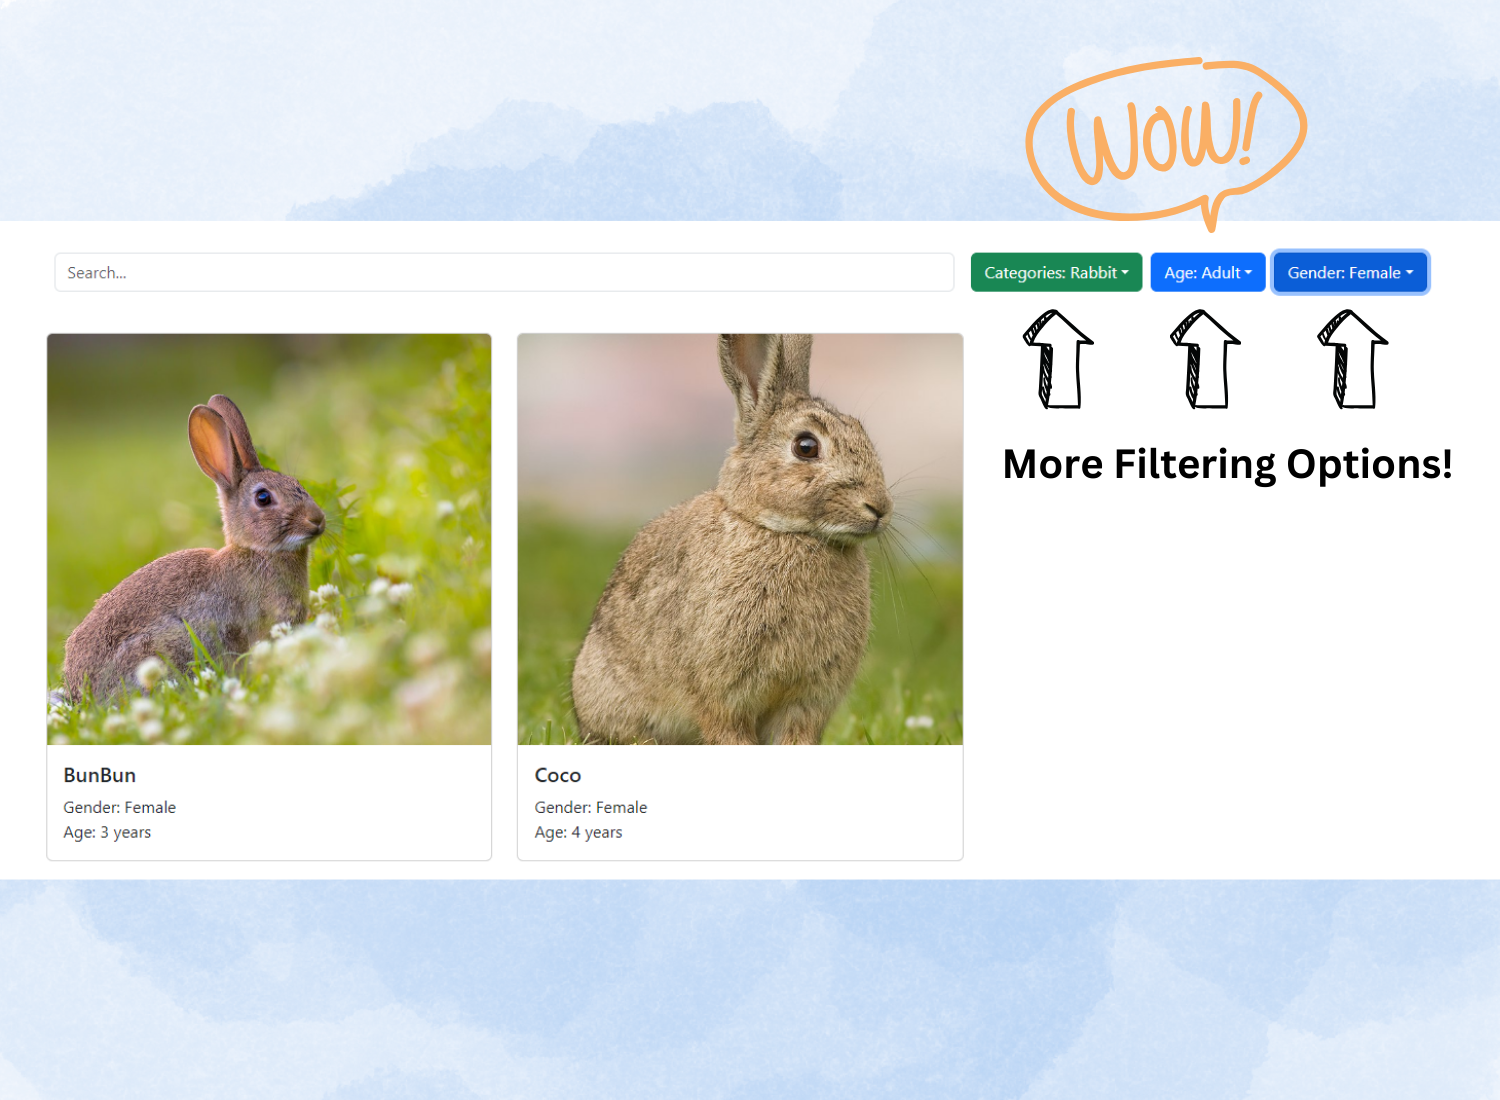 WOW!
Search...
Categories: Rabbit
Age: Adult
Gender: Female
More Filtering Options!
BunBun
Gender: Female
Age: 3 years
Coco
Gender: Female
Age: 4 years